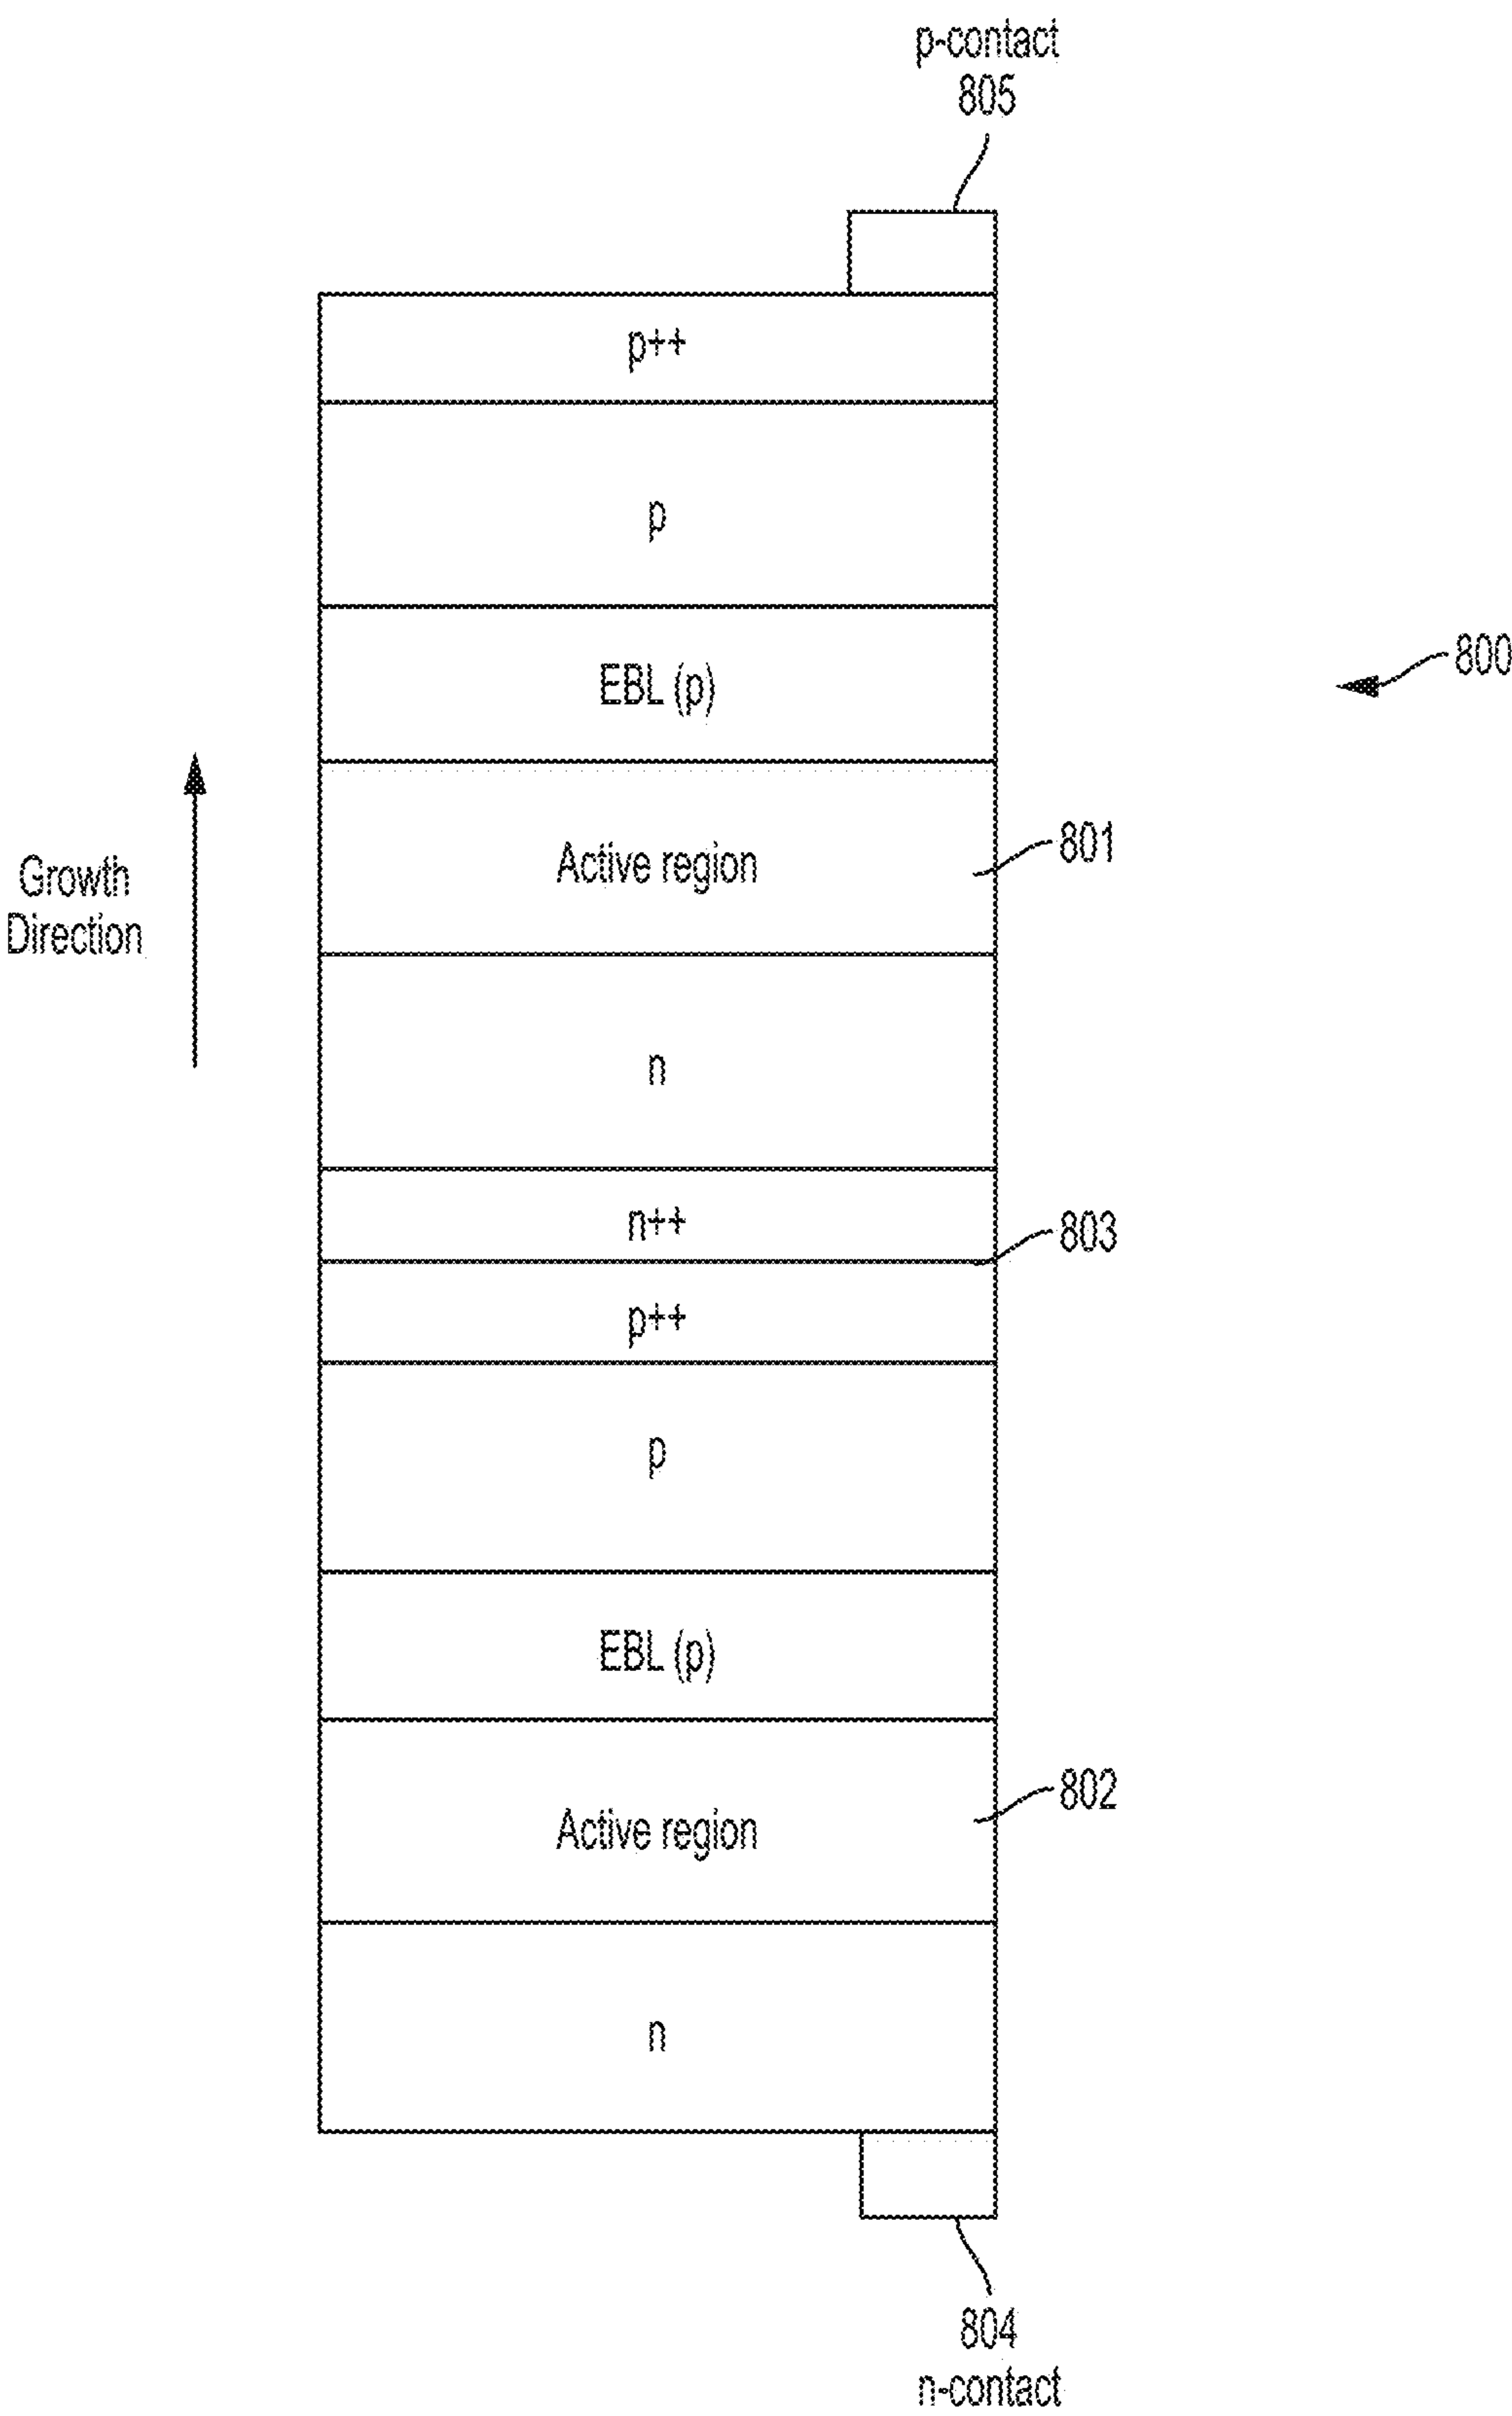 p-contact
805
p++
p
EBL (p)
800
Active region
801
Growth
Direction
n
n++
803
p++
p
EBL (p)
Active region
802
n
804
n-contact